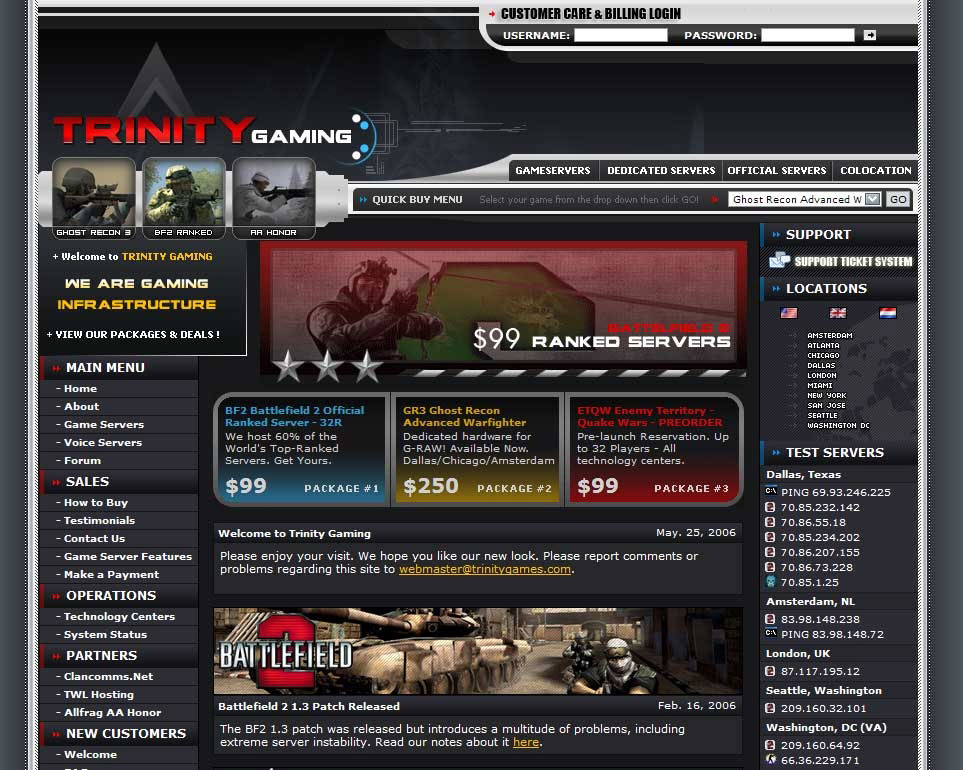 CUSTOMER CARE & BILLING LOGIN
USERNAME: PASSWORD:
TRINITY GAMING
GAMESERVERS DEDICATED SERVERS OFFICIAL SERVERS COLOCATION
QUICK BUY MENU Select your game from the drop down then click GO! Ghost Recon Advanced W GO
GHOST RECON 3 BF2 RANKED AA HONOR
+ Welcome to TRINITY GAMING
WE ARE GAMING
INFRASTRUCTURE
+ VIEW OUR PACKAGES & DEALS !
MAIN MENU
- Home
- About
- Game Servers
- Voice Servers
- Forum
SALES
- How to Buy
- Testimonials
- Contact Us
- Game Server Features
- Make a Payment
OPERATIONS
- Technology Centers
- System Status
PARTNERS
- Clancomms.Net
- TWL Hosting
- Allfrag AA Honor
NEW CUSTOMERS
- Welcome
$99 BATTELFIELD 2
RANKED SERVERS
BF2 Battlefield 2 Official
Ranked Server - 32R
We host 60% of the
World's Top-Ranked
Servers. Get Yours.
$99 PACKAGE #1
GR3 Ghost Recon
Advanced Warfighter
Dedicated hardware for
G-RAW! Available Now.
Dallas/Chicago/Amsterdam
$250 PACKAGE #2
ETQW Enemy Territory -
Quake Wars - PREORDER
Pre-launch Reservation. Up
to 32 Players - All
technology centers.
$99 PACKAGE #3
Welcome to Trinity Gaming May. 25, 2006
Please enjoy your visit. We hope you like our new look. Please report comments or
problems regarding this site to webmaster@trinitygames.com.
BATTLEFIELD 2
Battlefield 2 1.3 Patch Released Feb. 16, 2006
The BF2 1.3 patch was released but introduces a multitude of problems, including
extreme server instability. Read our notes about it here.
SUPPORT
SUPPORT TICKET SYSTEM
LOCATIONS
AMSTERDAM
ATLANTA
CHICAGO
DALLAS
LONDON
MIAMI
NEW YORK
SAN JOSE
SEATTLE
WASHINGTON DC
TEST SERVERS
Dallas, Texas
PING 69.93.246.225
70.85.232.142
70.86.55.18
70.85.234.202
70.86.207.155
70.86.73.228
70.85.1.25
Amsterdam, NL
83.98.148.238
PING 83.98.148.72
London, UK
87.117.195.12
Seattle, Washington
209.160.32.101
Washington, DC (VA)
209.160.64.92
66.36.229.171